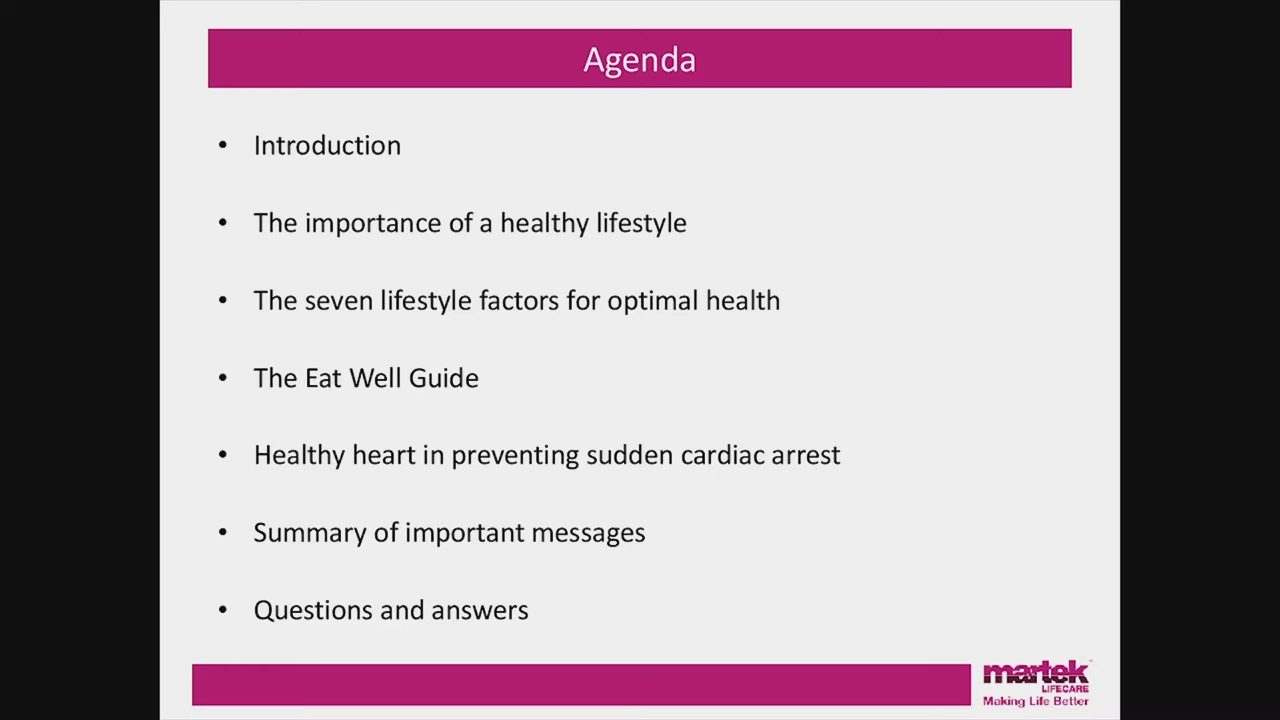 Agenda
• Introduction
• The importance of a healthy lifestyle
• The seven lifestyle factors for optimal health
• The Eat Well Guide
• Healthy heart in preventing sudden cardiac arrest
• Summary of important messages
• Questions and answers
martek
LIFECARE
Making Life Better